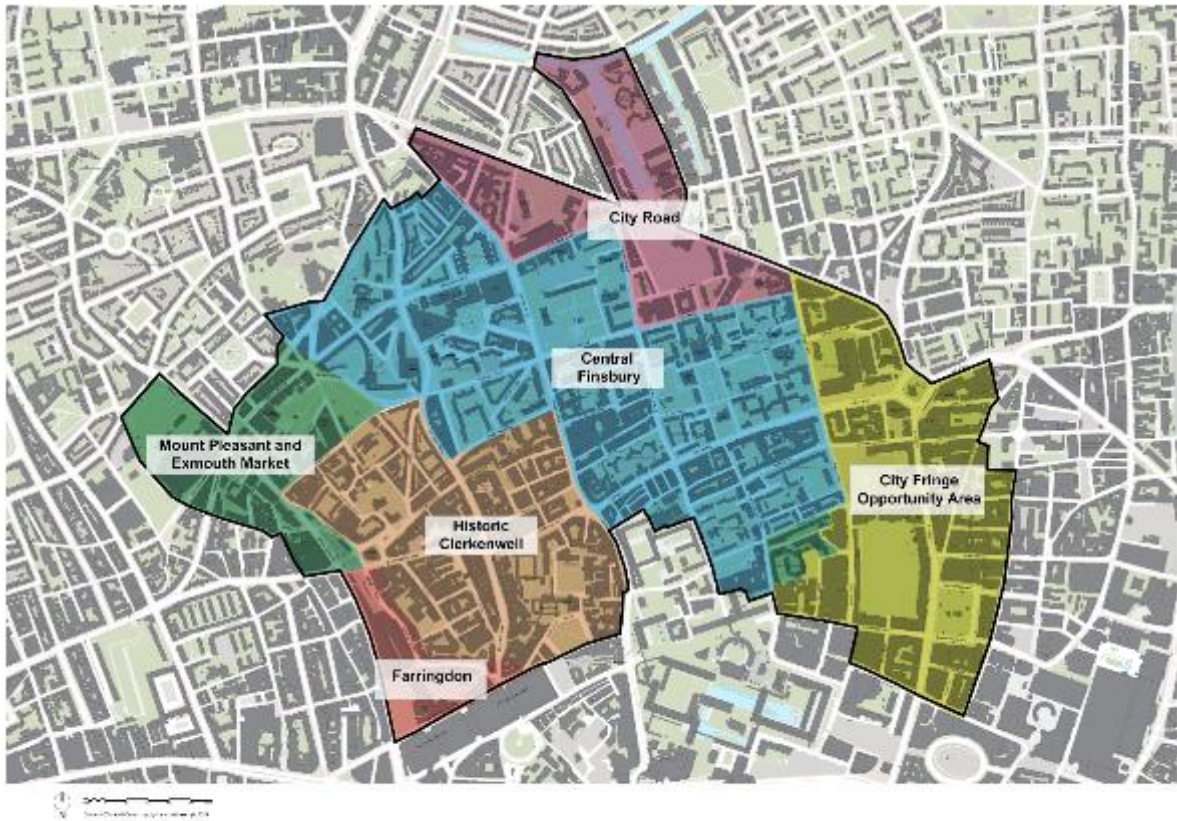 City Road
Central
Finsbury
Mount Pleasant and
Exmouth Market
City Fringe
Opportunity Area
Historic
Clerkenwell
Farringdon